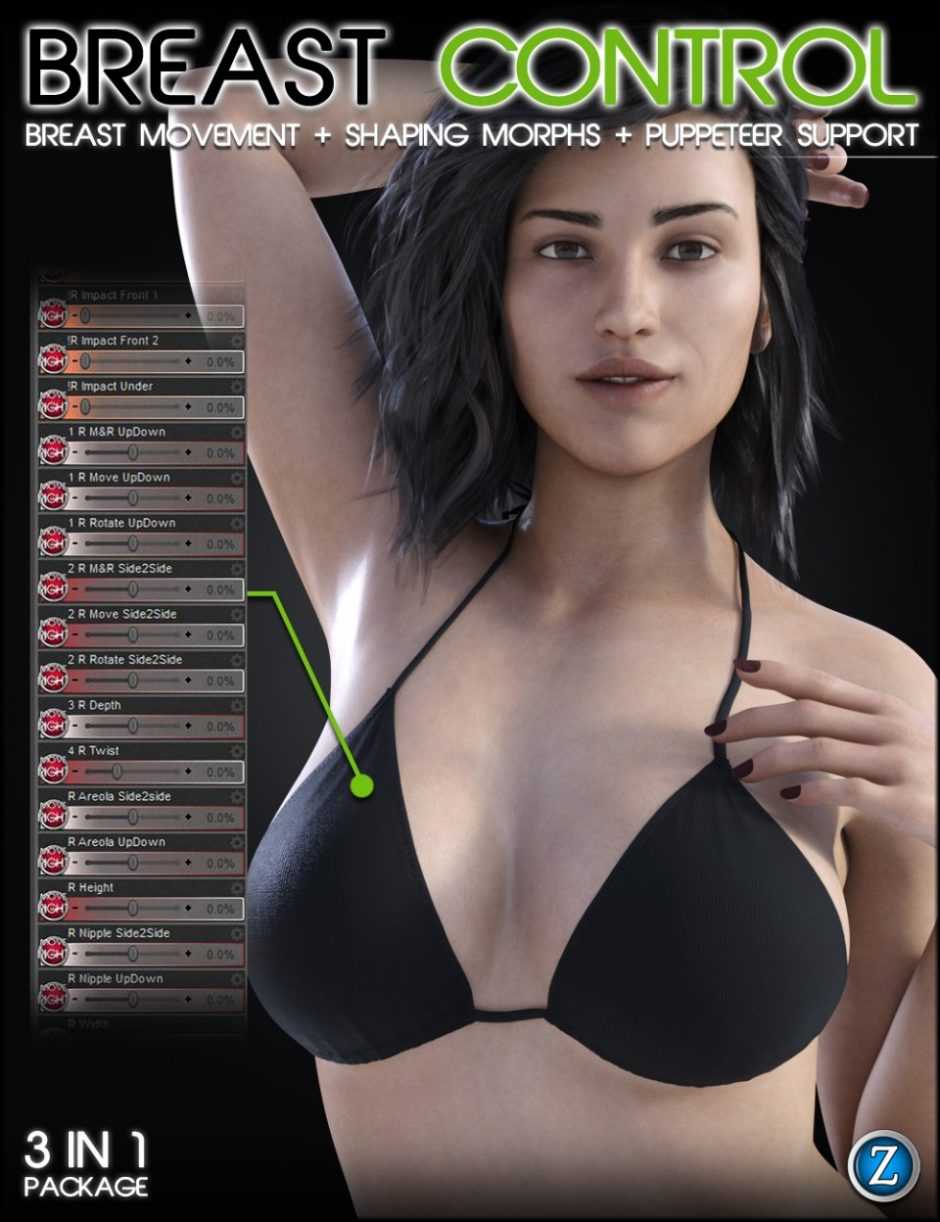 BREAST CONTROL
BREAST MOVEMENT + SHAPING MORPHS + PUPPETEER SUPPORT
!R Impact Front 1
0.0%
!R Impact Front 2
0.0%
!R Impact Under
0.0%
1 R M&R UpDown
0.0%
1 R Move UpDown
0.0%
1 R Rotate UpDown
0.0%
2 R M&R Side2Side
0.0%
2 R Move Side2Side
0.0%
2 R Rotate Side2Side
0.0%
3 R Depth
0.0%
4 R Twist
0.0%
R Areola Side2side
0.0%
R Areola UpDown
0.0%
R Height
0.0%
R Nipple Side2Side
0.0%
R Nipple UpDown
0.0%
R Width
3 IN 1
PACKAGE
Z